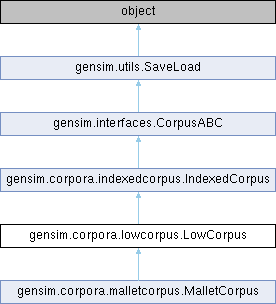 object
gensim.utils.SaveLoad
gensim.interfaces.CorpusABC
gensim.corpora.indexedcorpus.IndexedCorpus
gensim.corpora.lowcorpus.LowCorpus
gensim.corpora.malletcorpus.MalletCorpus